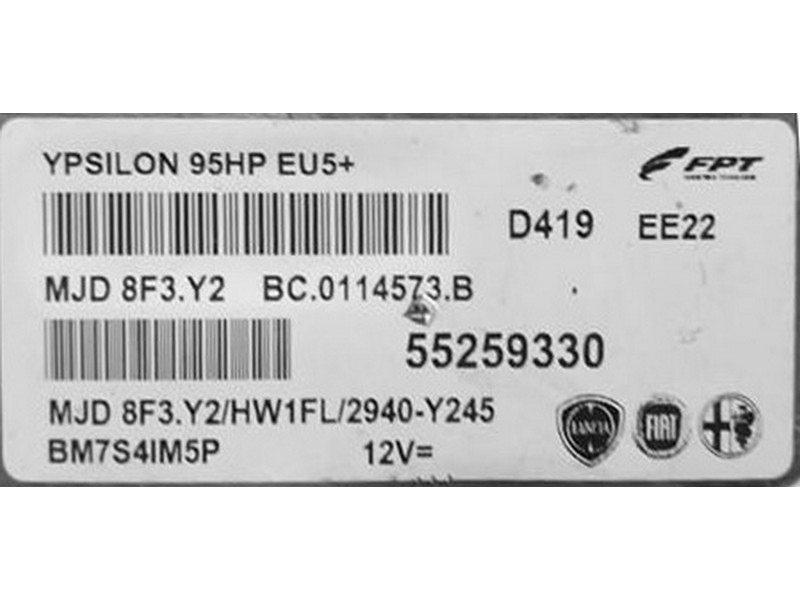 YPSILON 95HP EU5+
FPT
D419 EE22
MJD 8F3.Y2 BC.0114573.B
55259330
MJD 8F3.Y2/HW1FL/2940-Y245
LANCIA FIAT
BM7S4IM5P 12V=